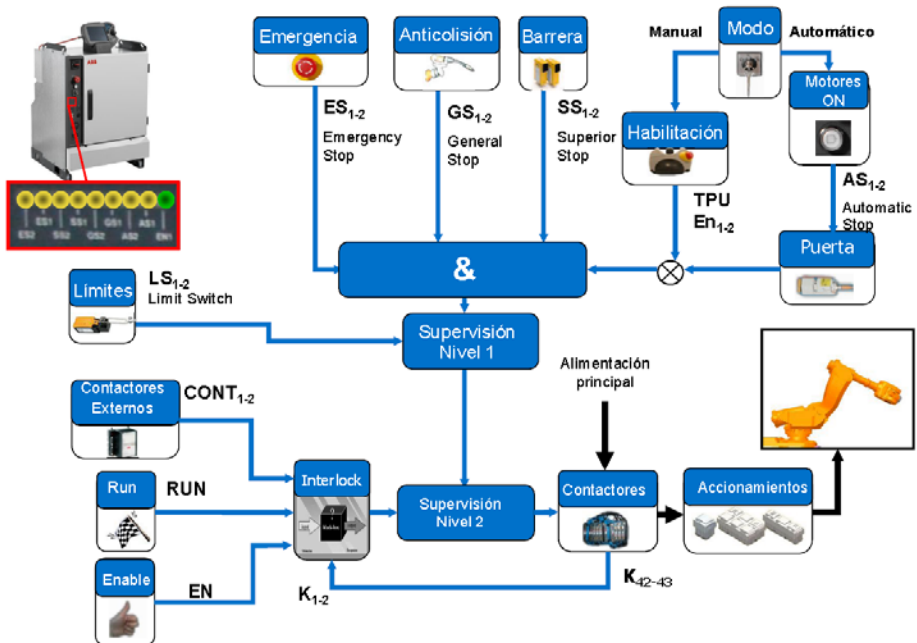 Emergencia
Anticolisión
Barrera
Manual
Modo
Automático
ABB
Motores
ON
ES1-2
Emergency
Stop
GS1-2
General
Stop
SS1-2
Superior
Stop
Habilitación
TPU
En1-2
AS1-2
Automatic
Stop
ES1 SS1 GS1 AS1
ES2 SS2 GS2 AS2 EN1
&
Puerta
Límites
LS1-2
Limit Switch
Supervisión
Nivel 1
Alimentación
principal
Contactores
Externos
CONT1-2
Run
RUN
Interlock
Supervisión
Nivel 2
Contactores
Accionamientos
Enable
EN
K1-2
K42-43